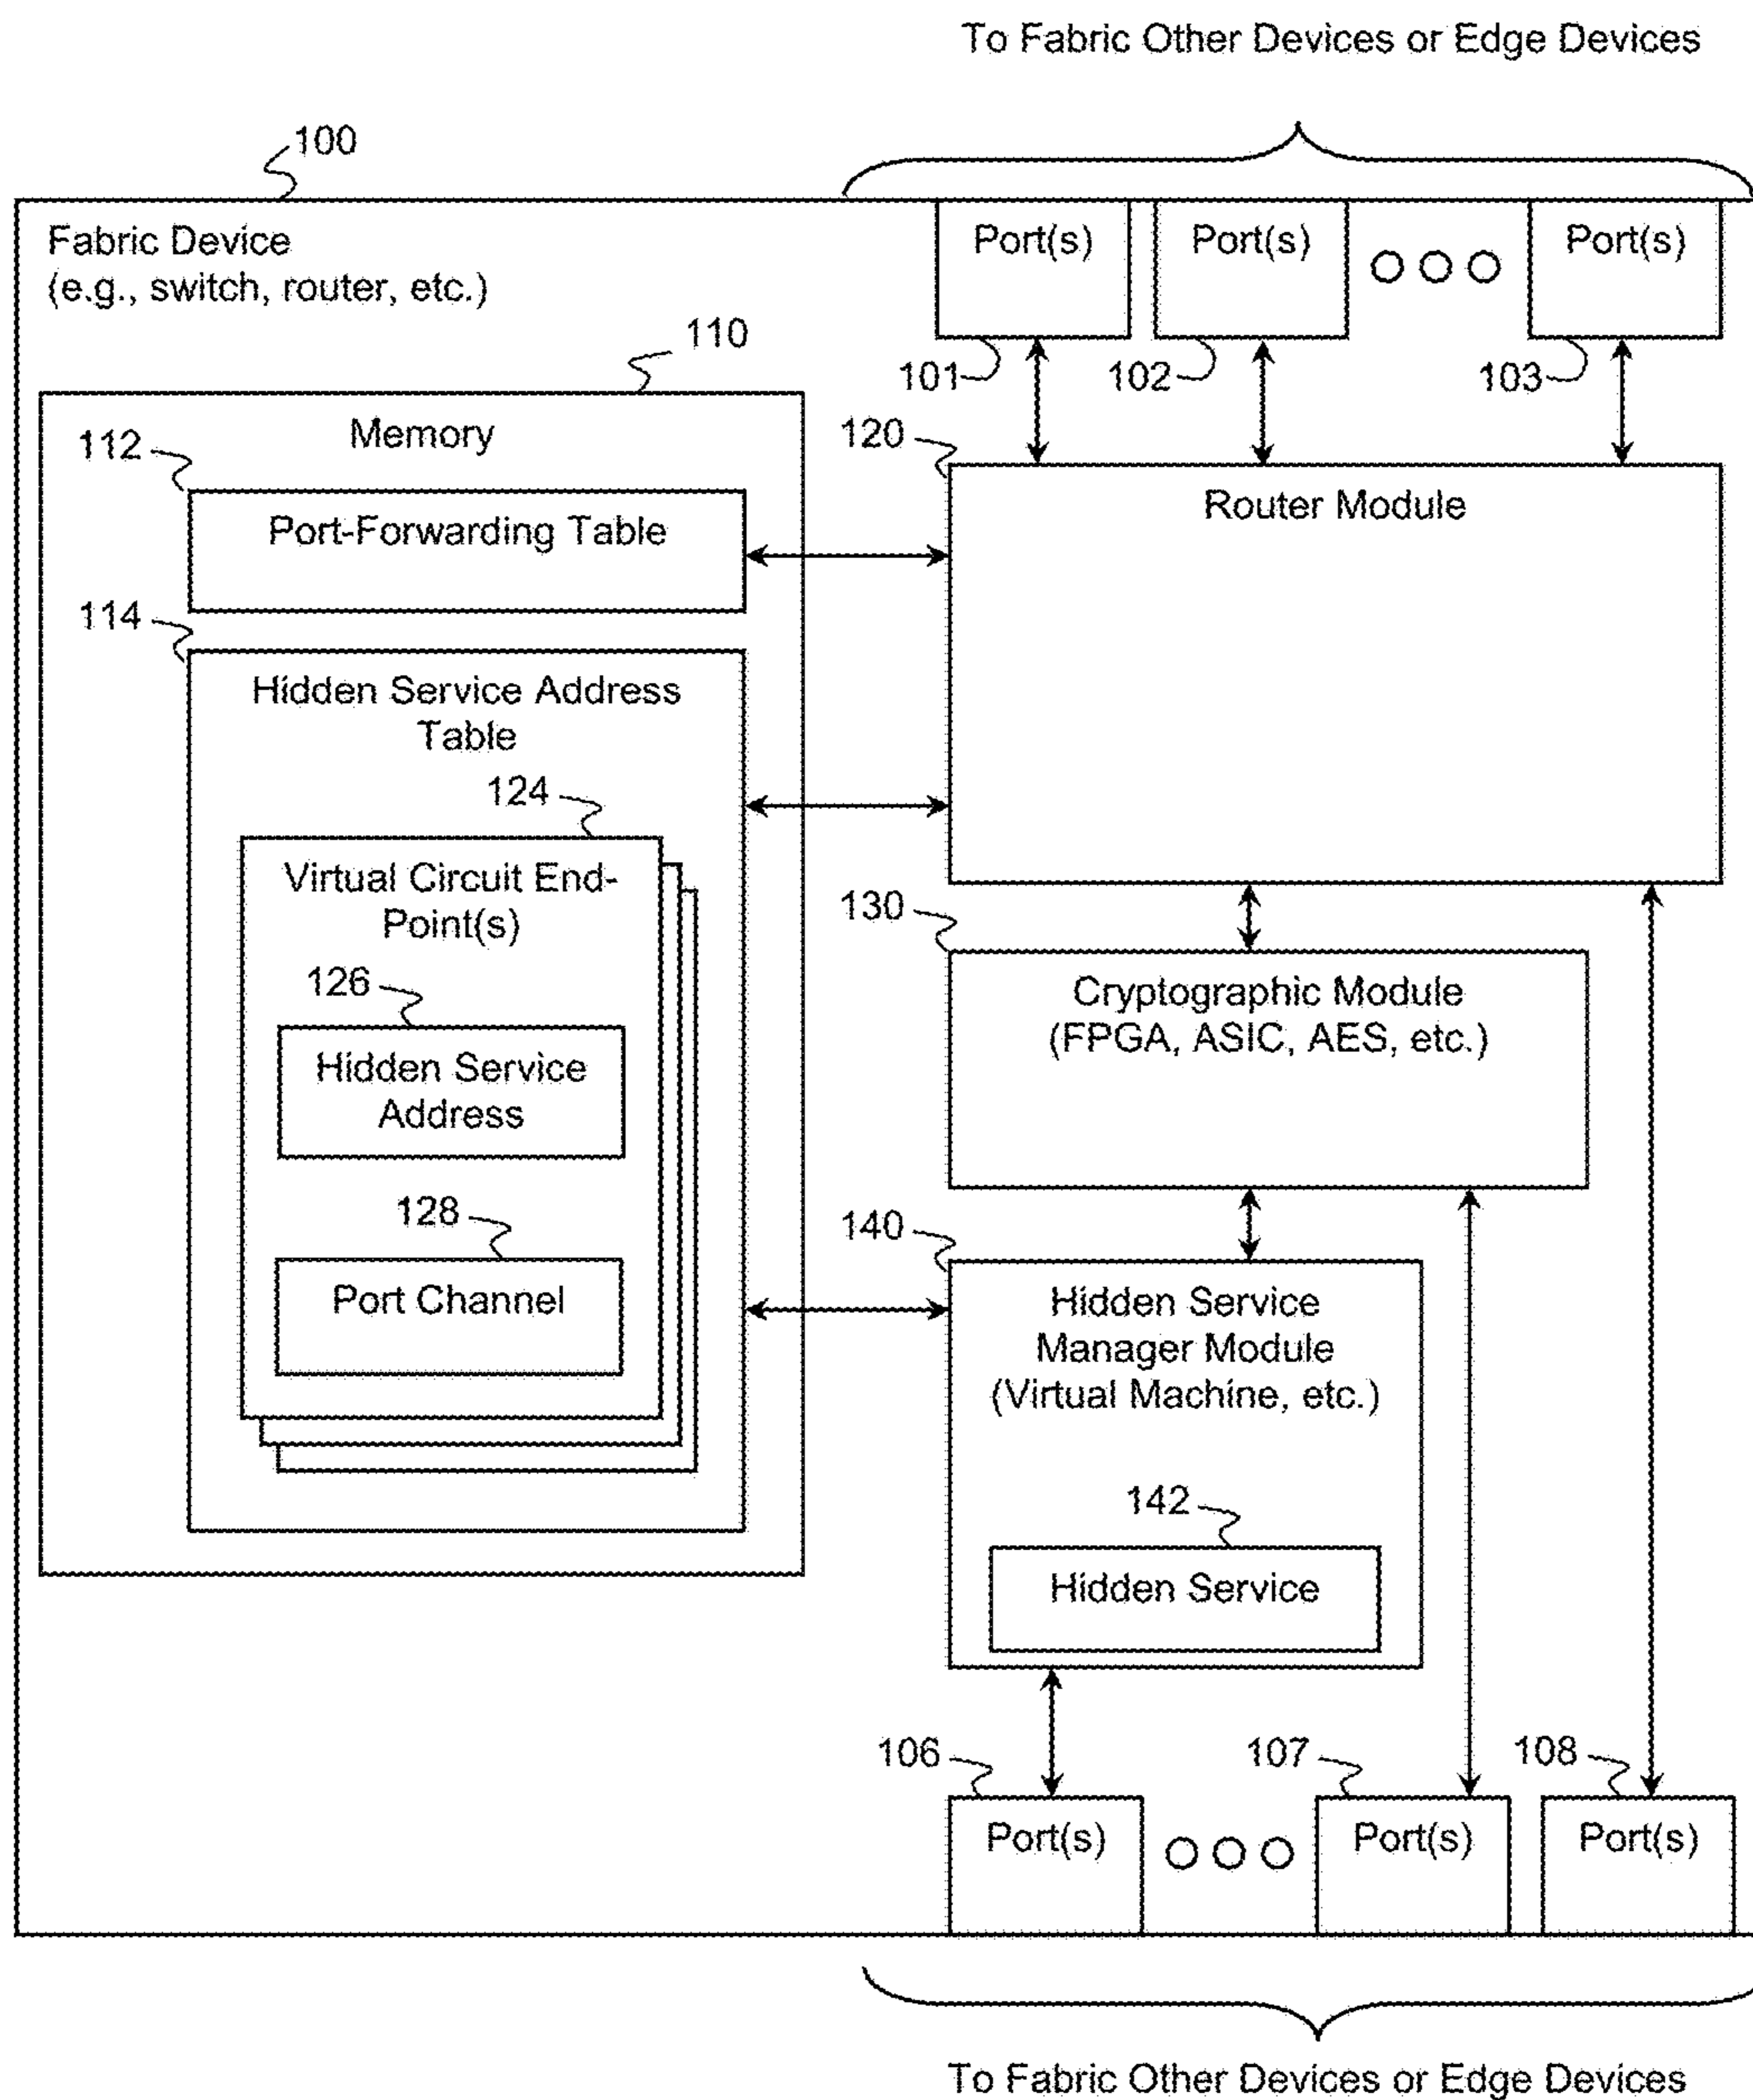 To Fabric Other Devices or Edge Devices
100
Fabric Device
(e.g., switch, router, etc.)
Port(s)
Port(s)
Port(s)
101
102
103
110
Memory
112
Port-Forwarding Table
114
Hidden Service Address
Table
124
Virtual Circuit End-
Point(s)
126
Hidden Service
Address
128
Port Channel
120
Router Module
130
Cryptographic Module
(FPGA, ASIC, AES, etc.)
140
Hidden Service
Manager Module
(Virtual Machine, etc.)
142
Hidden Service
106
107
108
Port(s)
Port(s)
Port(s)
To Fabric Other Devices or Edge Devices